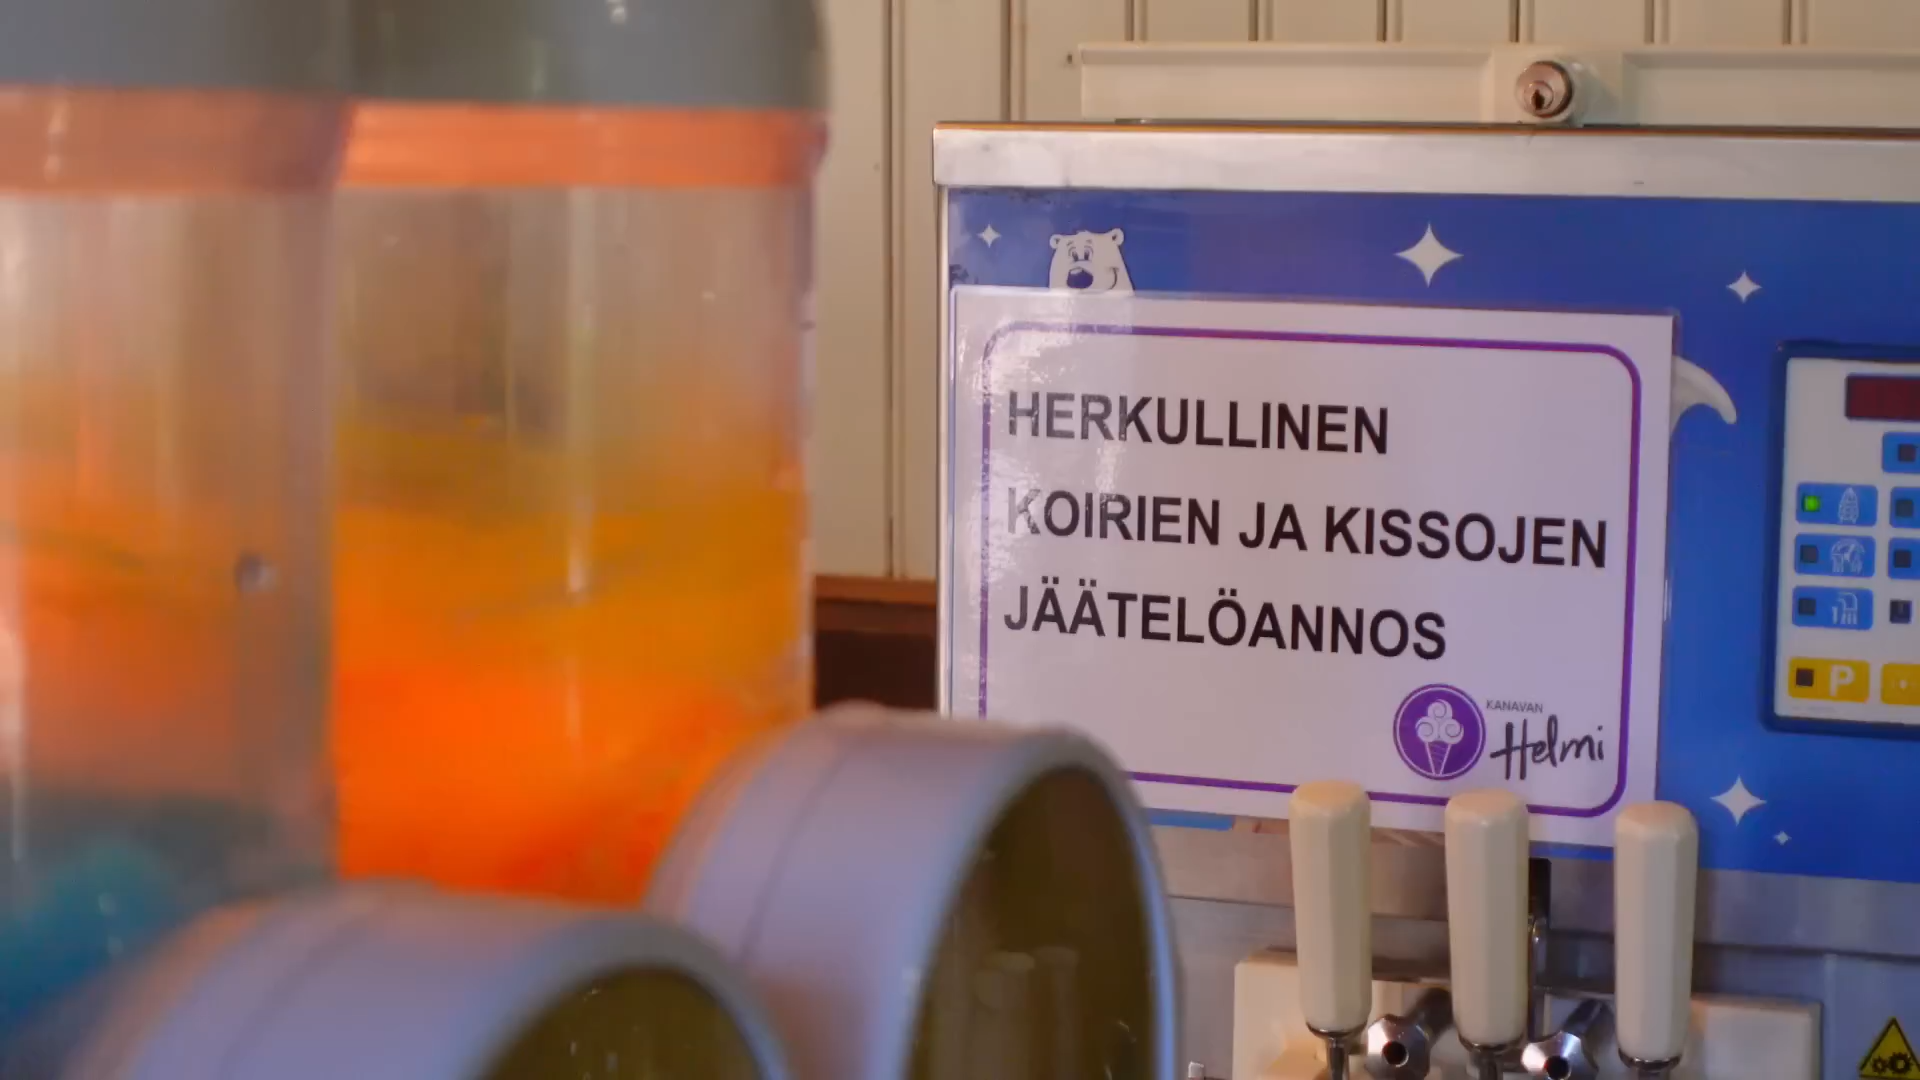 HERKULLINEN
KOIRIEN JA KISSOJEN
JÄÄTELÖANNOS
KANAVAN
Helmi
P